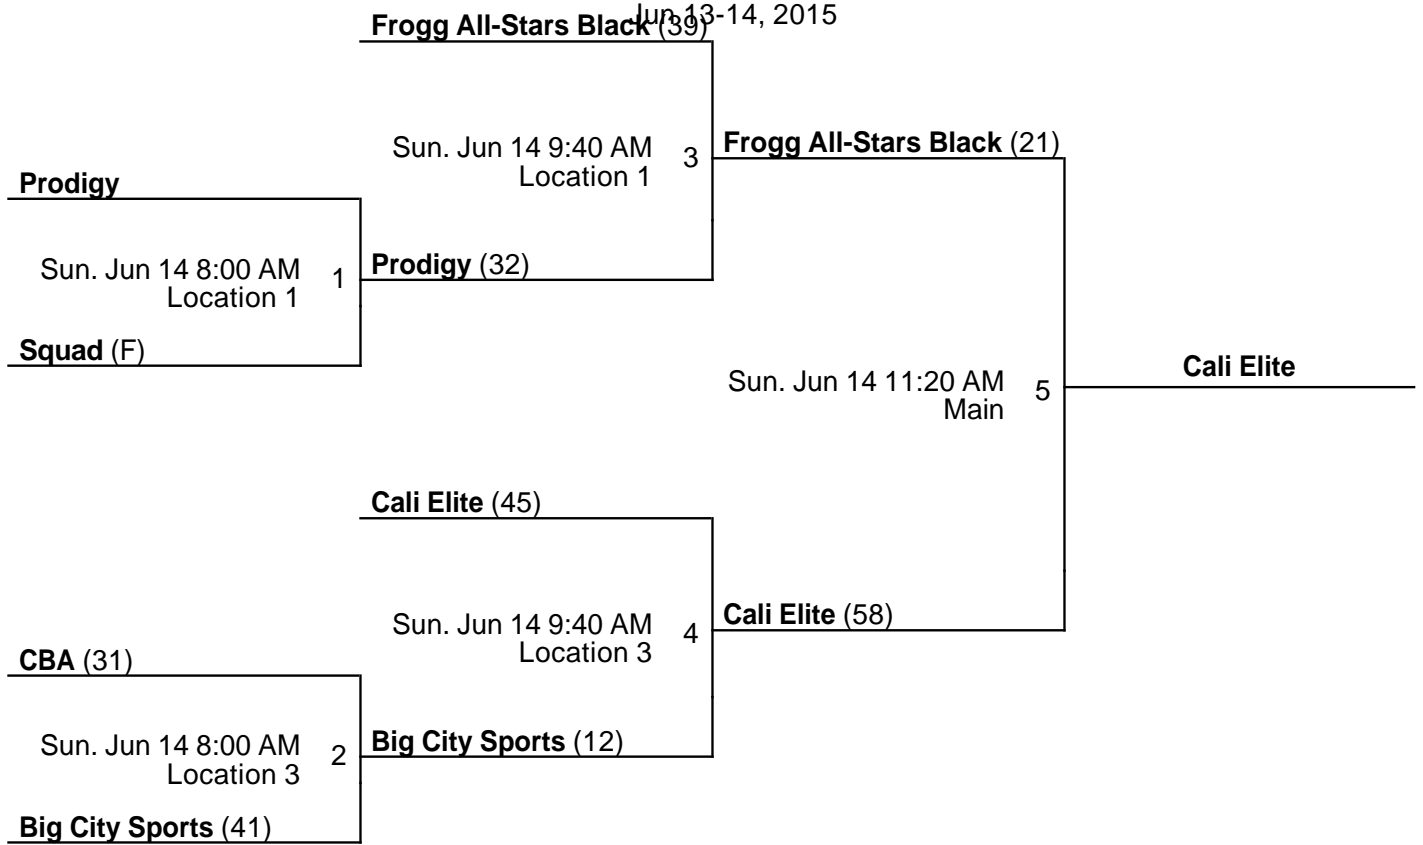 Jun 13-14, 2015
Frogg All-Stars Black (39)
Sun. Jun 14 9:40 AM
Location 1
3
Frogg All-Stars Black (21)
Prodigy
Sun. Jun 14 8:00 AM
Location 1
1
Prodigy (32)
Squad (F)
Sun. Jun 14 11:20 AM
Main
5
Cali Elite
Cali Elite (45)
Sun. Jun 14 9:40 AM
Location 3
4
Cali Elite (58)
CBA (31)
Sun. Jun 14 8:00 AM
Location 3
2
Big City Sports (12)
Big City Sports (41)